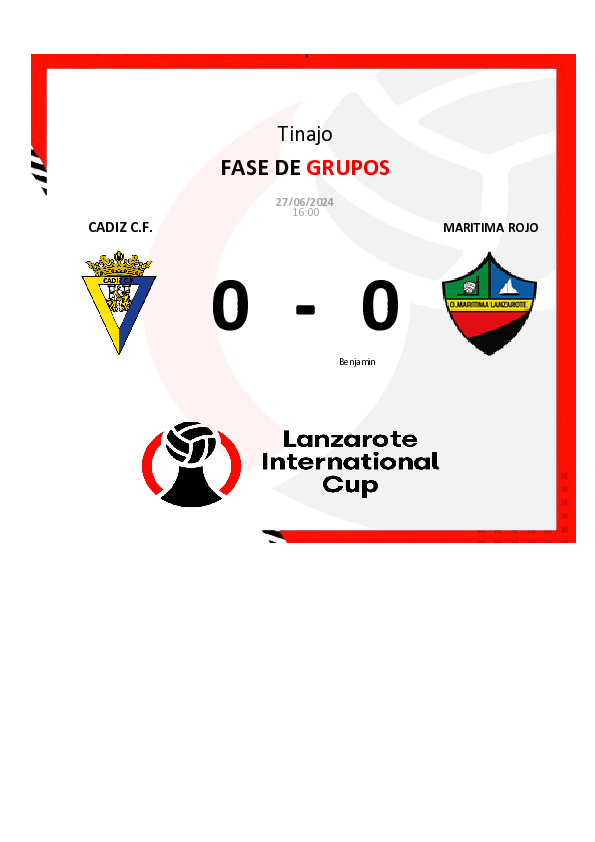 Tinajo
FASE DE GRUPOS
27/06/2024
16:00
CADIZ C.F.
MARITIMA ROJO
CADIZ C.F.
O.MARITIMA LANZAROTE
0 - 0
Benjamin
Lanzarote
International
Cup